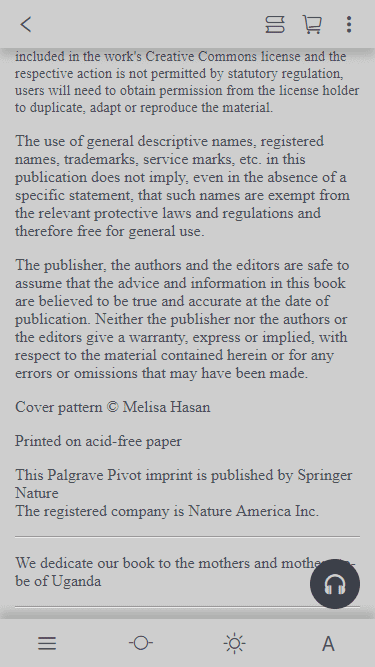 included in the work's Creative Commons license and the
respective action is not permitted by statutory regulation,
users will need to obtain permission from the license holder
to duplicate, adapt or reproduce the material.
The use of general descriptive names, registered
names, trademarks, service marks, etc. in this
publication does not imply, even in the absence of a
specific statement, that such names are exempt from
the relevant protective laws and regulations and
therefore free for general use.
The publisher, the authors and the editors are safe to
assume that the advice and information in this book
are believed to be true and accurate at the date of
publication. Neither the publisher nor the authors or
the editors give a warranty, express or implied, with
respect to the material contained herein or for any
errors or omissions that may have been made.
Cover pattern © Melisa Hasan
Printed on acid-free paper
This Palgrave Pivot imprint is published by Springer
Nature
The registered company is Nature America Inc.
We dedicate our book to the mothers and
be of Uganda
A